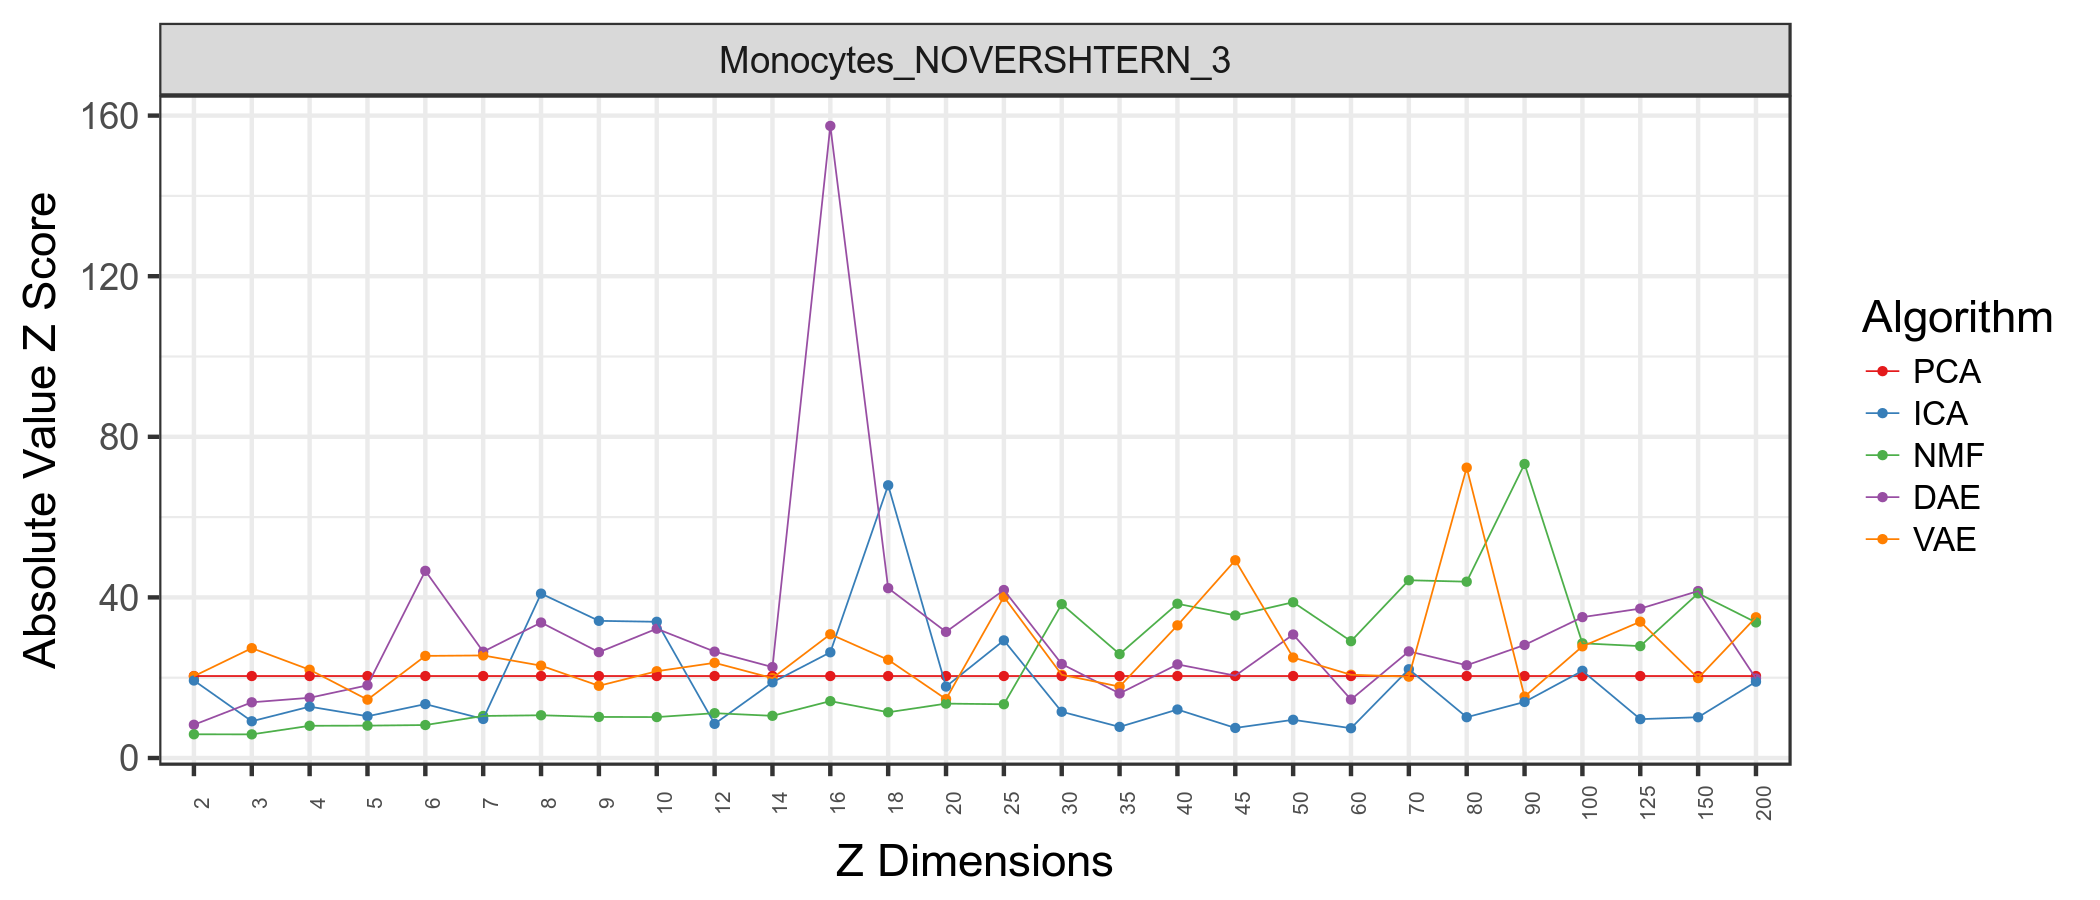 Monocytes_NOVERSHTERN_3
160
120
80
40
0
Absolute Value Z Score
2 3 4 5 6 7 8 9 10 12 14 16 18 20 25 30 35 40 45 50 60 70 80 90 100 125 150 200
Z Dimensions
Algorithm
PCA
ICA
NMF
DAE
VAE